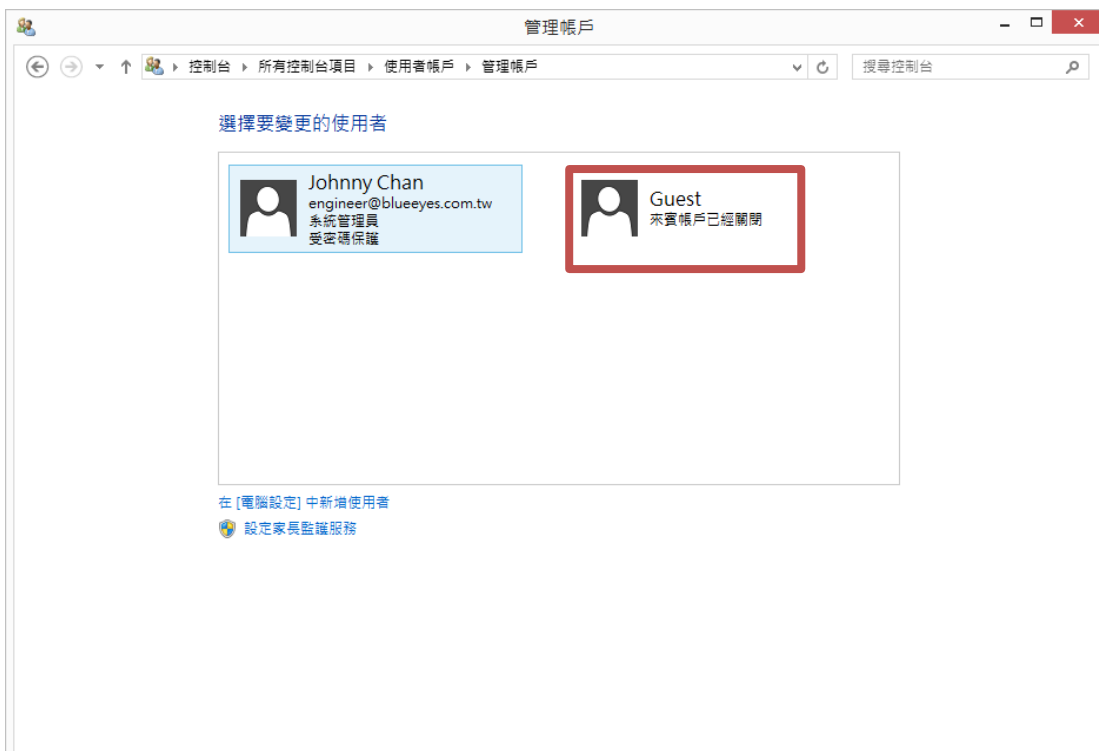 管理帳戶
控制台 所有控制台項目 使用者帳戶 管理帳戶
搜尋控制台
選擇要變更的使用者
Johnny Chan
engineer@blueeyes.com.tw
系統管理員
受密碼保護
Guest
來賓帳戶已經關閉
在 [電腦設定] 中新增使用者
設定家長監護服務